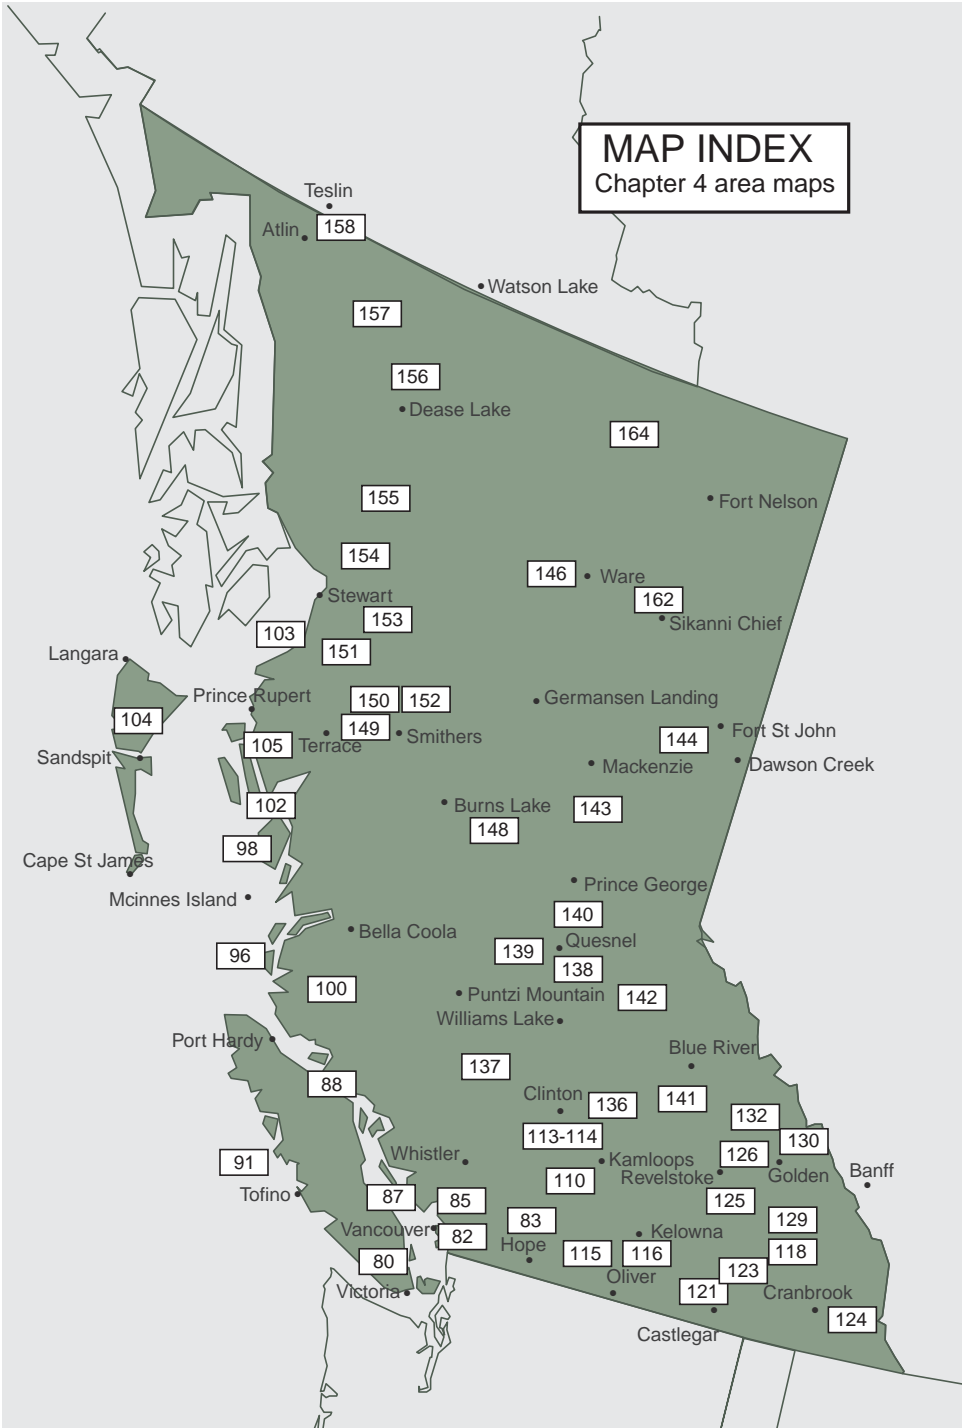 MAP INDEX
Chapter 4 area maps
Teslin
158
Atlin
Watson Lake
157
156
Dease Lake
164
155
Fort Nelson
154
146
Ware
162
Stewart
153
Sikanni Chief
103
151
Langara
Prince Rupert
150
152
Germansen Landing
104
149
105
Terrace
Smithers
144
Fort St John
Sandspit
Mackenzie
Dawson Creek
102
Burns Lake
143
148
98
Cape St James
Prince George
Mcinnes Island
140
Bella Coola
139
Quesnel
96
138
100
Puntzi Mountain
142
Williams Lake
Port Hardy
Blue River
137
88
Clinton
136
141
132
113-114
130
91
Whistler
Kamloops
126
Golden
Banff
110
Revelstoke
Tofino
87
85
125
Vancouver
83
129
82
Kelowna
Hope
80
115
116
118
123
Oliver
Victoria
121
Cranbrook
124
Castlegar